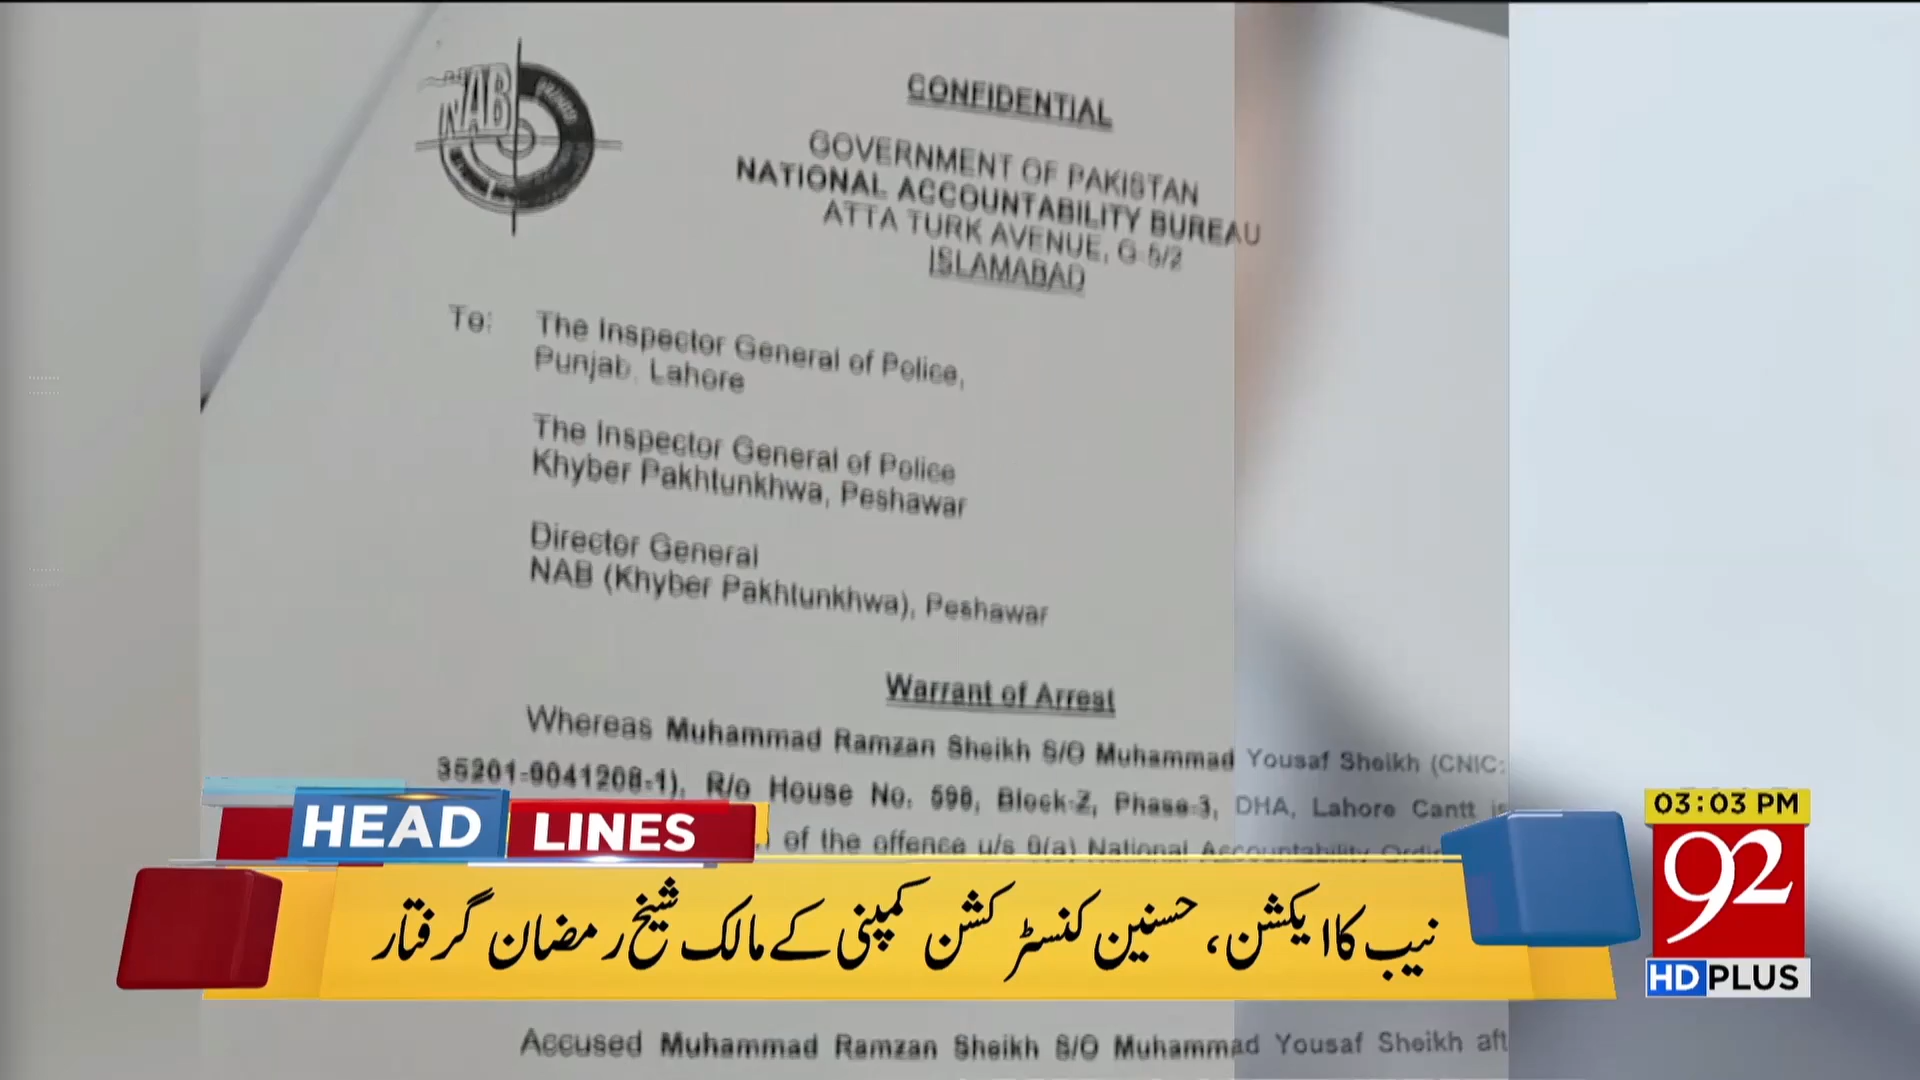 NAB
CONFIDENTIAL
GOVERNMENT OF PAKISTAN
NATIONAL ACCOUNTABILITY BUREAU
ATTA TURK AVENUE, G-5/2
ISLAMABAD
To: The Inspector General of Police,
Punjab, Lahore
The Inspector General of Police
Khyber Pakhtunkhwa, Peshawar
Director General
NAB (Khyber Pakhtunkhwa), Peshawar
Warrant of Arrest
Whereas Muhammad Ramzan Sheikh S/O Muhammad Yousaf Sheikh (CNIC:
35201-0041208-1), R/o House No. 598, Block-Z, Phase-3, DHA, Lahore Cantt is
of the offence u/s 9(a) National Accountability
HEAD LINES
نیب کا ایکشن، حسنین کنسٹرکشن کمپنی کے مالک شیخ رمضان گرفتار
Accused Muhammad Ramzan Sheikh S/O Muhammad Yousaf Sheikh aft
03:03 PM
92
HD PLUS